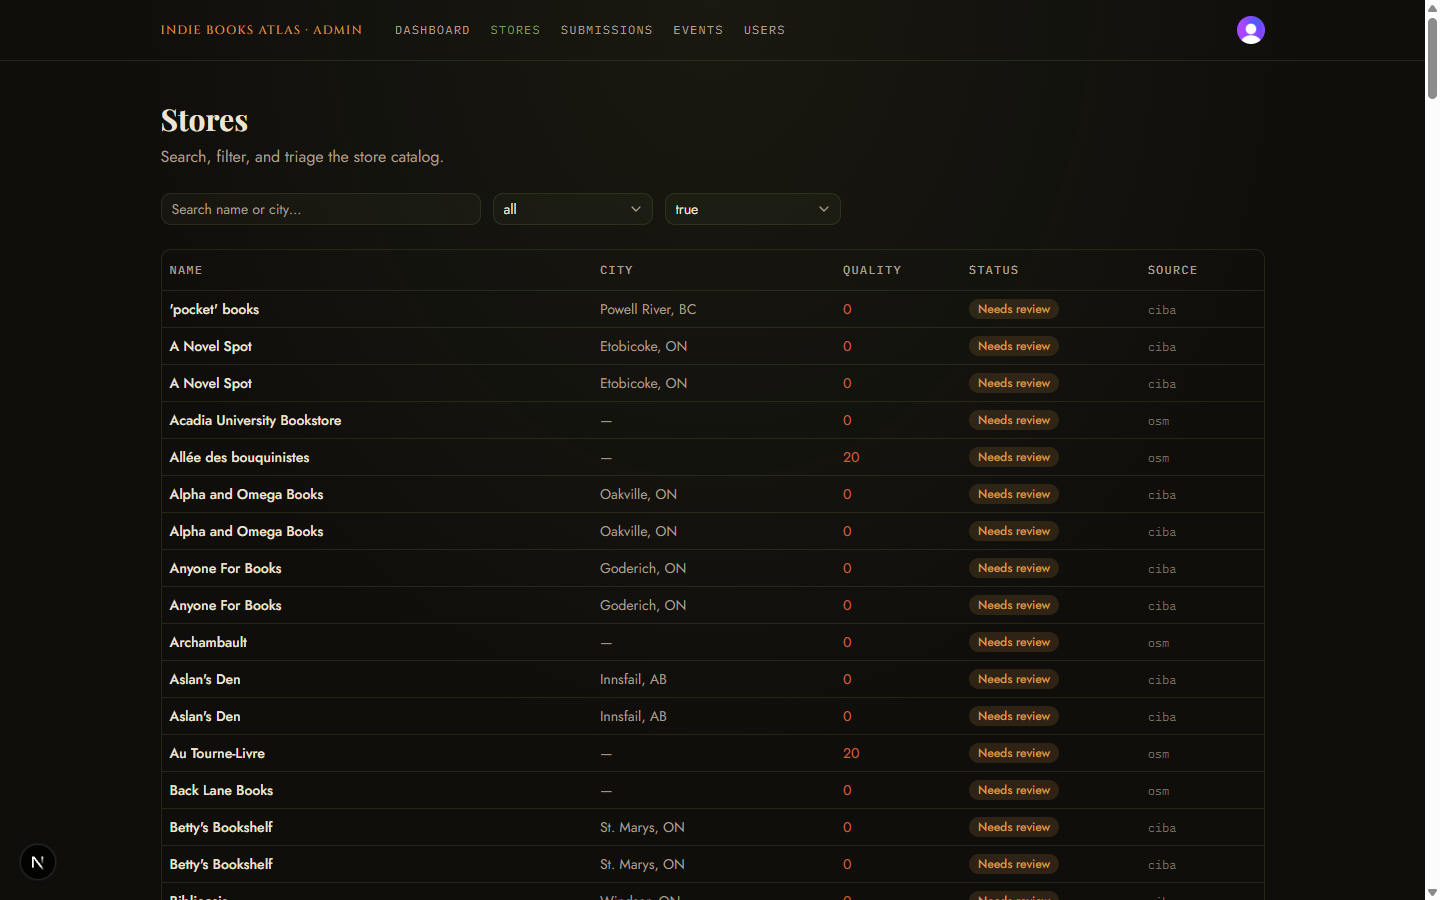 INDIE BOOKS ATLAS · ADMIN DASHBOARD STORES SUBMISSIONS EVENTS USERS
Stores
Search, filter, and triage the store catalog.
Search name or city... all true
NAME CITY QUALITY STATUS SOURCE
'pocket' books Powell River, BC 0 Needs review ciba
A Novel Spot Etobicoke, ON 0 Needs review ciba
A Novel Spot Etobicoke, ON 0 Needs review ciba
Acadia University Bookstore — 0 Needs review osm
Allée des bouquinistes — 20 Needs review osm
Alpha and Omega Books Oakville, ON 0 Needs review ciba
Alpha and Omega Books Oakville, ON 0 Needs review ciba
Anyone For Books Goderich, ON 0 Needs review ciba
Anyone For Books Goderich, ON 0 Needs review ciba
Archambault — 0 Needs review osm
Aslan's Den Innsfail, AB 0 Needs review ciba
Aslan's Den Innsfail, AB 0 Needs review ciba
Au Tourne-Livre — 20 Needs review osm
Back Lane Books — 0 Needs review osm
Betty's Bookshelf St. Marys, ON 0 Needs review ciba
Betty's Bookshelf St. Marys, ON 0 Needs review ciba
N